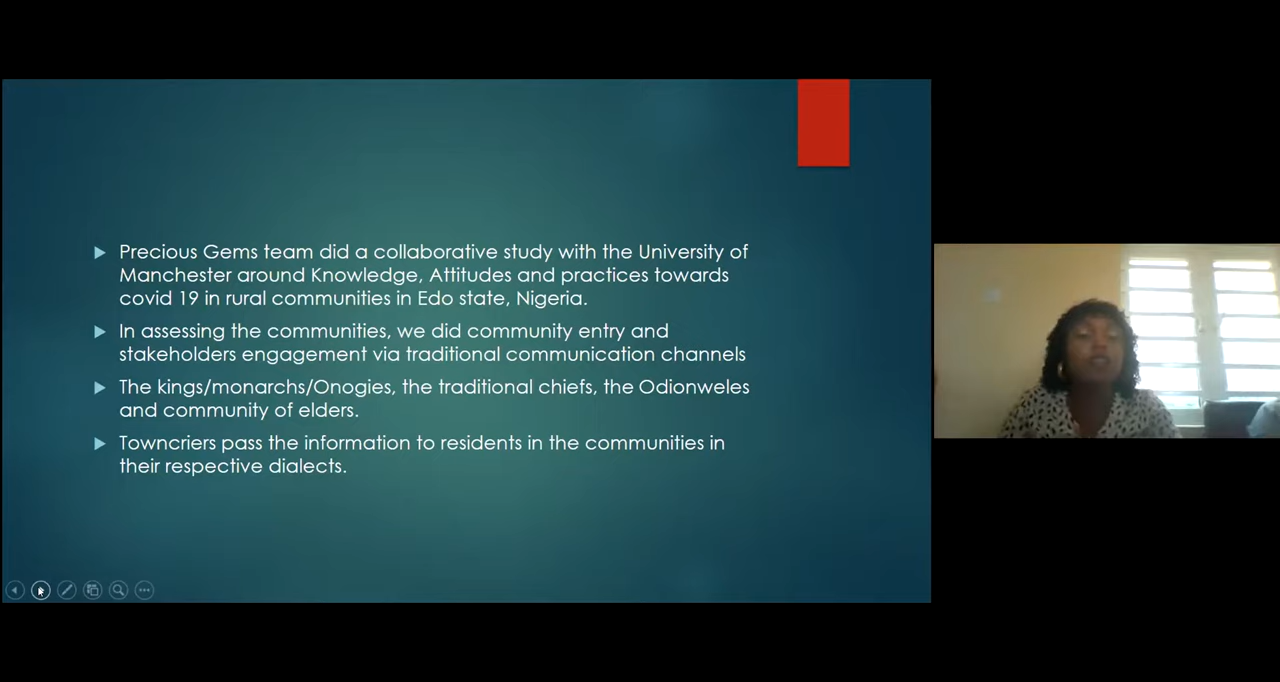 Precious Gems team did a collaborative study with the University of
Manchester around Knowledge, Attitudes and practices towards
covid 19 in rural communities in Edo state, Nigeria.
In assessing the communities, we did community entry and
stakeholders engagement via traditional communication channels
The kings/monarchs/Onogies, the traditional chiefs, the Odionweles
and community of elders.
Towncriers pass the information to residents in the communities in
their respective dialects.